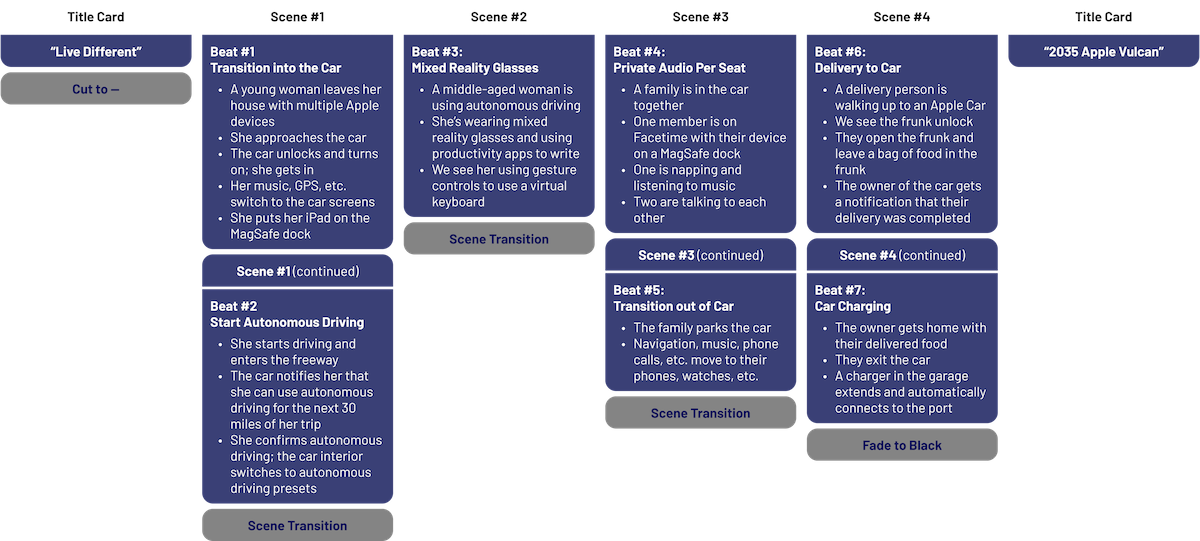 Title Card
“Live Different”
Cut to –
Scene #1
Beat #1
Transition into the Car
• A young woman leaves her
house with multiple Apple
devices
• She approaches the car
• The car unlocks and turns
on; she gets in
• Her music, GPS, etc.
switch to the car screens
• She puts her iPad on the
MagSafe dock
Scene #1 (continued)
Beat #2
Start Autonomous Driving
• She starts driving and
enters the freeway
• The car notifies her that
she can use autonomous
driving for the next 30
miles of her trip
• She confirms autonomous
driving; the car interior
switches to autonomous
driving presets
Scene Transition
Scene #2
Beat #3:
Mixed Reality Glasses
• A middle-aged woman is
using autonomous driving
• She’s wearing mixed
reality glasses and using
productivity apps to write
• We see her using gesture
controls to use a virtual
keyboard
Scene Transition
Scene #3
Beat #4:
Private Audio Per Seat
• A family is in the car
together
• One member is on
Facetime with their device
on a MagSafe dock
• One is napping and
listening to music
• Two are talking to each
other
Scene #3 (continued)
Beat #5:
Transition out of Car
• The family parks the car
• Navigation, music, phone
calls, etc. move to their
phones, watches, etc.
Scene Transition
Scene #4
Beat #6:
Delivery to Car
• A delivery person is
walking up to an Apple Car
• We see the frunk unlock
• They open the frunk and
leave a bag of food in the
frunk
• The owner of the car gets
a notification that their
delivery was completed
Scene #4 (continued)
Beat #7:
Car Charging
• The owner gets home with
their delivered food
• They exit the car
• A charger in the garage
extends and automatically
connects to the port
Fade to Black
Title Card
“2035 Apple Vulcan”